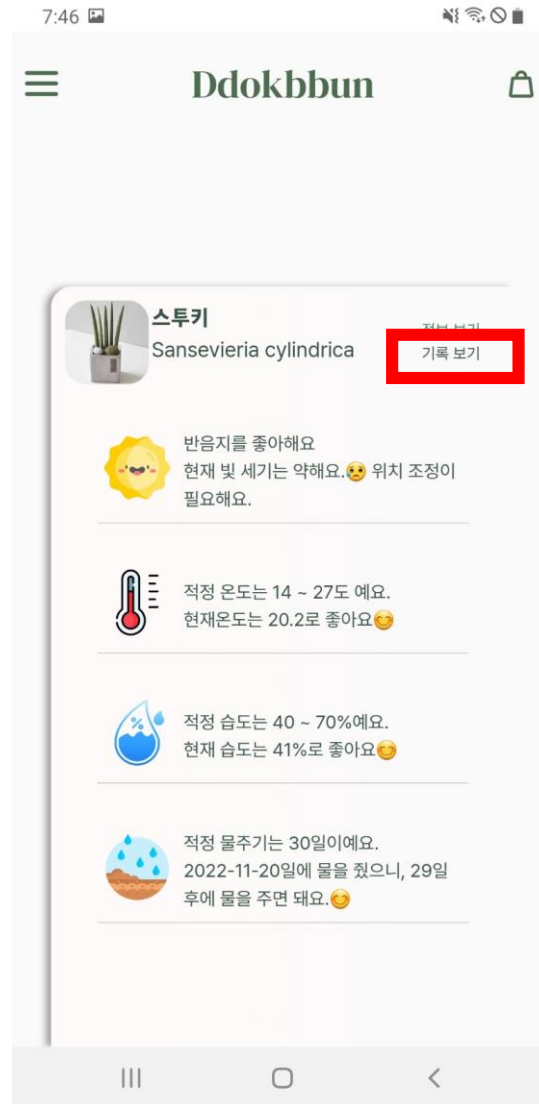 7:46
Ddokbbun
스투키
Sansevieria cylindrica
정보 보기
기록 보기
반음지를 좋아해요
현재 빛 세기는 약해요.😥 위치 조정이
필요해요.
적정 온도는 14 ~ 27도 예요.
현재온도는 20.2로 좋아요😊
%
적정 습도는 40 ~ 70%예요.
현재 습도는 41%로 좋아요😊
적정 물주기는 30일이예요.
2022-11-20일에 물을 줬으니, 29일
후에 물을 주면 돼요.😊